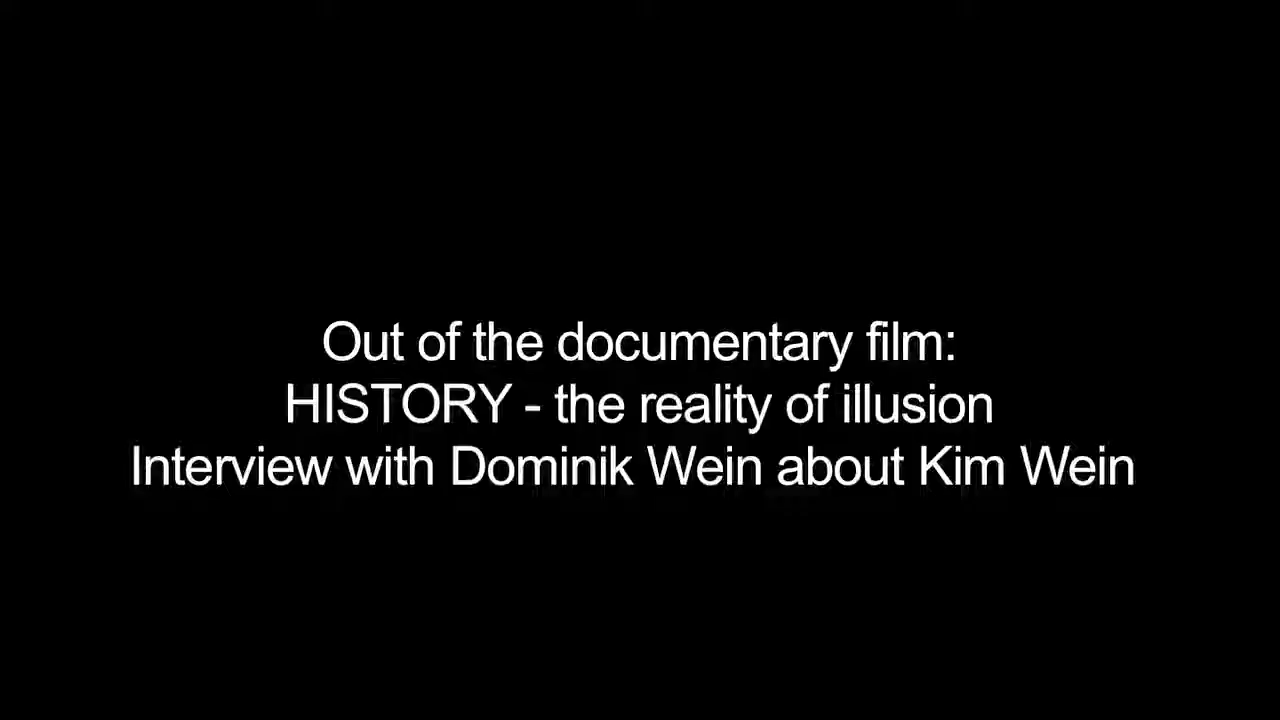 Out of the documentary film:
HISTORY - the reality of illusion
Interview with Dominik Wein about Kim Wein